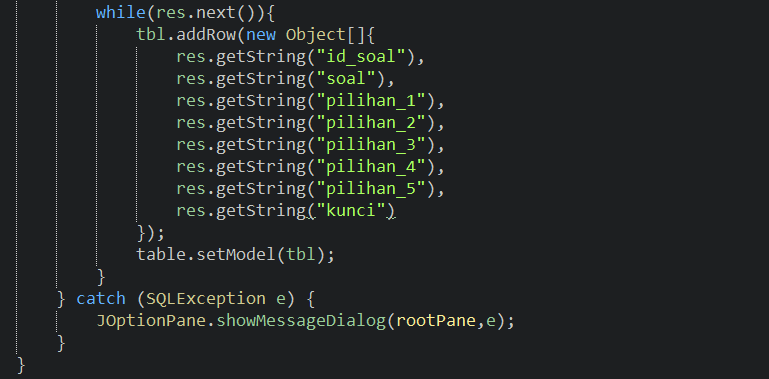 while(res.next()){
tbl.addRow(new Object[]{
res.getString("id_soal"),
res.getString("soal"),
res.getString("pilihan_1"),
res.getString("pilihan_2"),
res.getString("pilihan_3"),
res.getString("pilihan_4"),
res.getString("pilihan_5"),
res.getString("kunci")
});
table.setModel(tbl);
}
} catch (SQLException e) {
JOptionPane.showMessageDialog(rootPane,e);
}
}